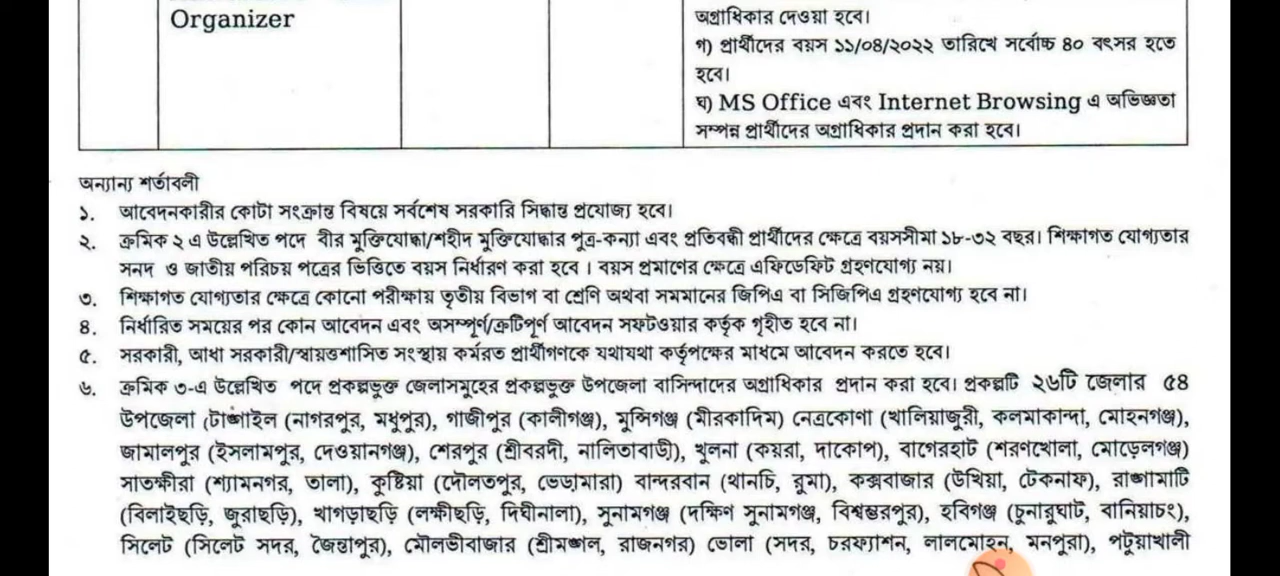 Organizer
অগ্রাধিকার দেওয়া হবে।
গ) প্রার্থীদের বয়স ১১/০৪/২০২২ তারিখে সর্বোচ্চ ৪০ বৎসর হতে
হবে।
ঘ) MS Office এবং Internet Browsing এ অভিজ্ঞতা
সম্পন্ন প্রার্থীদের অগ্রাধিকার প্রদান করা হবে।
অন্যান্য শর্তাবলী
১. আবেদনকারীর কোটা সংক্রান্ত বিষয়ে সর্বশেষ সরকারি সিদ্ধান্ত প্রযোজ্য হবে।
২. ক্রমিক ২ এ উল্লেখিত পদে বীর মুক্তিযোদ্ধা/শহীদ মুক্তিযোদ্ধার পুত্র-কন্যা এবং প্রতিবন্ধী প্রার্থীদের ক্ষেত্রে বয়সসীমা ১৮-৩২ বছর। শিক্ষাগত যোগ্যতার
সনদ ও জাতীয় পরিচয় পত্রের ভিত্তিতে বয়স নির্ধারণ করা হবে । বয়স প্রমাণের ক্ষেত্রে এফিডেফিট গ্রহণযোগ্য নয়।
৩. শিক্ষাগত যোগ্যতার ক্ষেত্রে কোনো পরীক্ষায় তৃতীয় বিভাগ বা শ্রেণি অথবা সমমানের জিপিএ বা সিজিপিএ গ্রহণযোগ্য হবে না।
৪. নির্ধারিত সময়ের পর কোন আবেদন এবং অসম্পূর্ণ/ত্রুটিপূর্ণ আবেদন সফটওয়ার কর্তৃক গৃহীত হবে না।
৫. সরকারী, আধা সরকারী/স্বায়ত্তশাসিত সংস্থায় কর্মরত প্রার্থীগণকে যথাযথা কর্তৃপক্ষের মাধমে আবেদন করতে হবে।
৬. ক্রমিক ৩-এ উল্লেখিত পদে প্রকল্পভুক্ত জেলাসমুহের প্রকল্পভুক্ত উপজেলা বাসিন্দাদের অগ্রাধিকার প্রদান করা হবে। প্রকল্পটি ২৬টি জেলার ৫৪
উপজেলা (টাঙ্গাইল (নাগরপুর, মধুপুর), গাজীপুর (কালীগঞ্জ), মুন্সিগঞ্জ (মীরকাদিম) নেত্রকোণা (খালিয়াজুরী, কলমাকান্দা, মোহনগঞ্জ),
জামালপুর (ইসলামপুর, দেওয়ানগঞ্জ), শেরপুর (শ্রীবরদী, নালিতাবাড়ী), খুলনা (কয়রা, দাকোপ), বাগেরহাট (শরণখোলা, মোড়েলগঞ্জ)
সাতক্ষীরা (শ্যামনগর, তালা), কুষ্টিয়া (দৌলতপুর, ভেড়ামারা) বান্দরবান (থানচি, রুমা), কক্সবাজার (উখিয়া, টেকনাফ), রাঙ্গামাটি
(বিলাইছড়ি, জুরাছড়ি), খাগড়াছড়ি (লক্ষীছড়ি, দিঘীনালা), সুনামগঞ্জ (দক্ষিণ সুনামগঞ্জ, বিশ্বম্ভরপুর), হবিগঞ্জ (চুনারুঘাট, বানিয়াচং),
সিলেট (সিলেট সদর, জৈন্তাপুর), মৌলভীবাজার (শ্রীমঙ্গল, রাজনগর) ভোলা (সদর, চরফ্যাশন, লালমোহন, মনপুরা), পটুয়াখালী